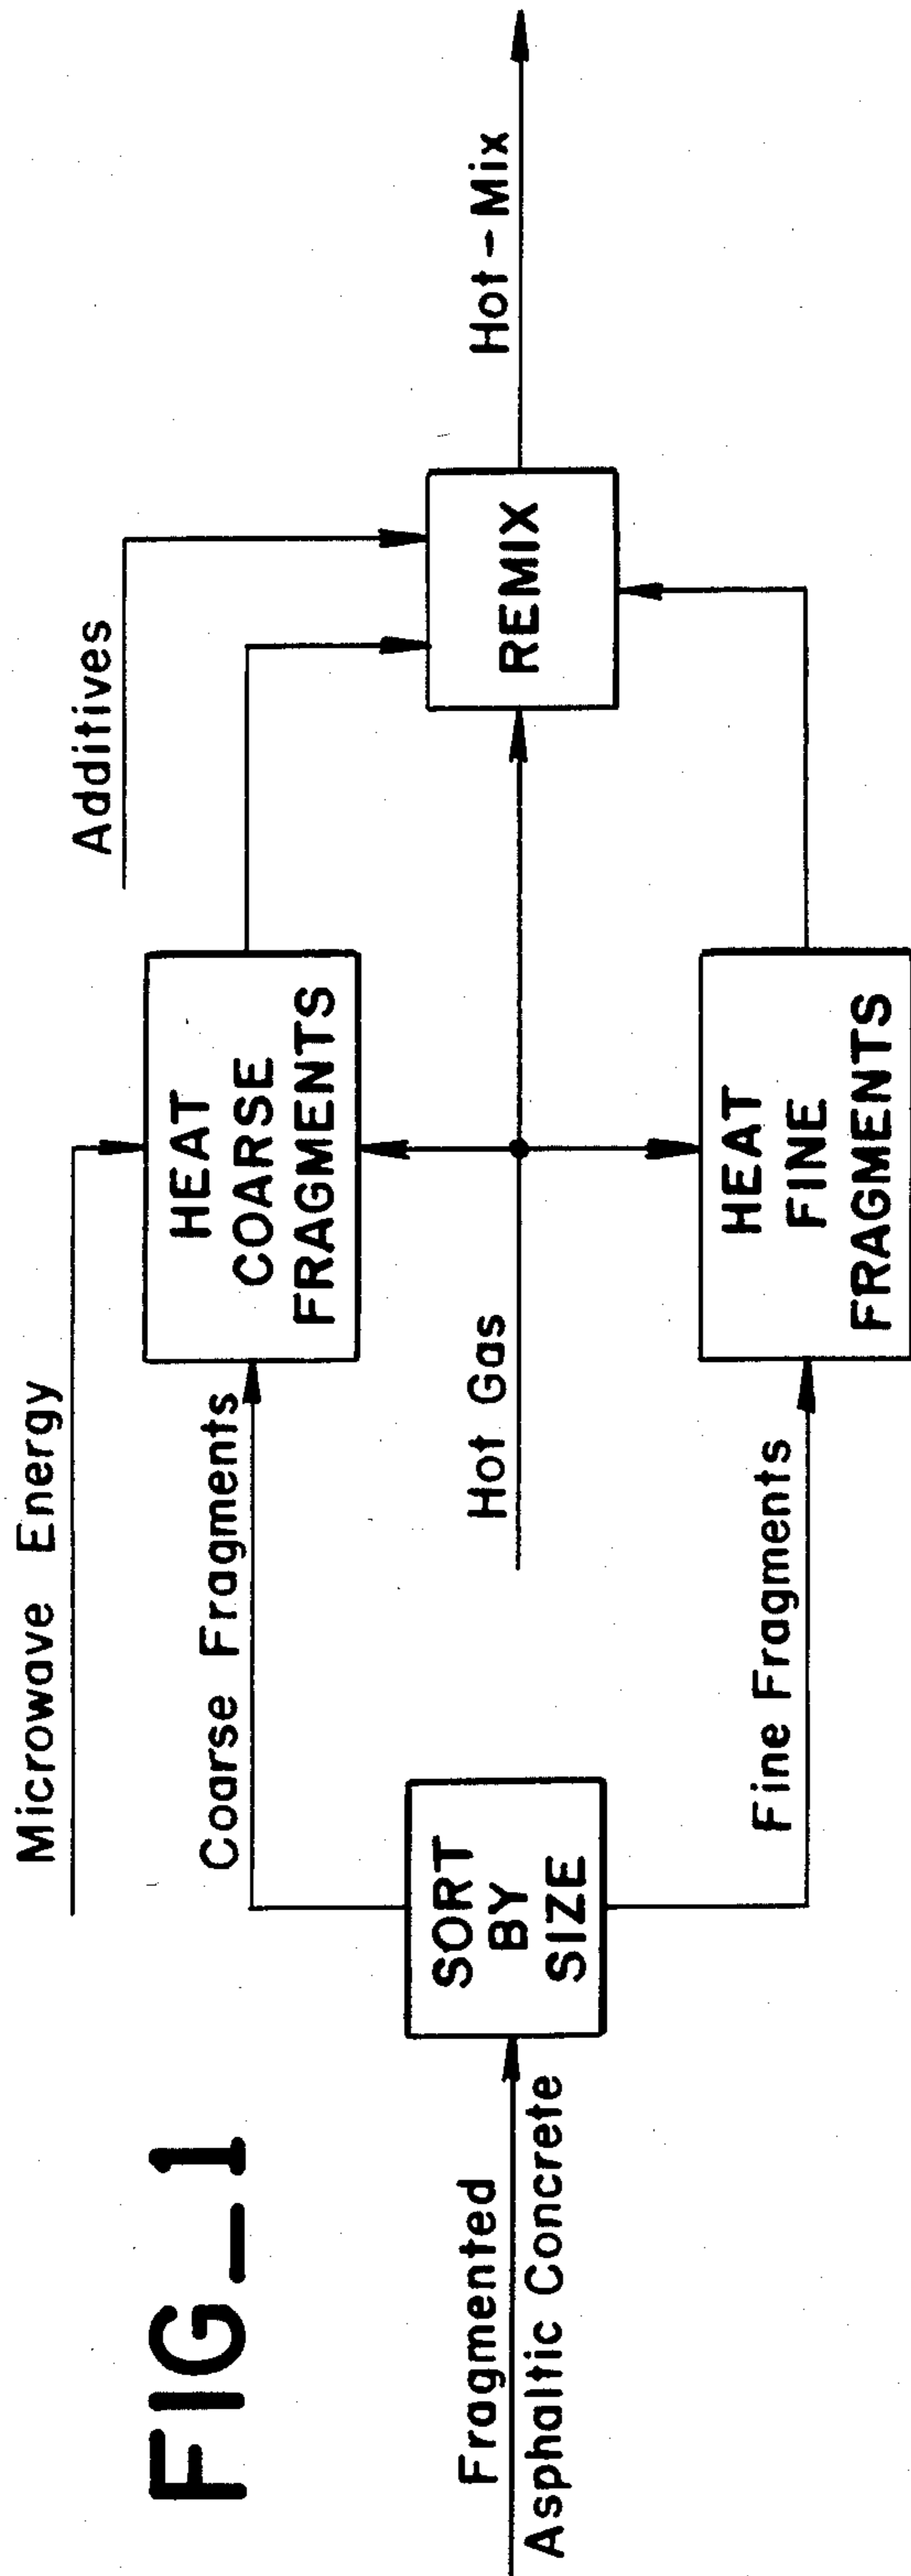 FIG_1
Fragmented
Asphaltic Concrete
SORT
BY
SIZE
Coarse Fragments
Fine Fragments
Microwave Energy
Hot Gas
HEAT
COARSE
FRAGMENTS
HEAT
FINE
FRAGMENTS
Additives
REMIX
Hot-Mix